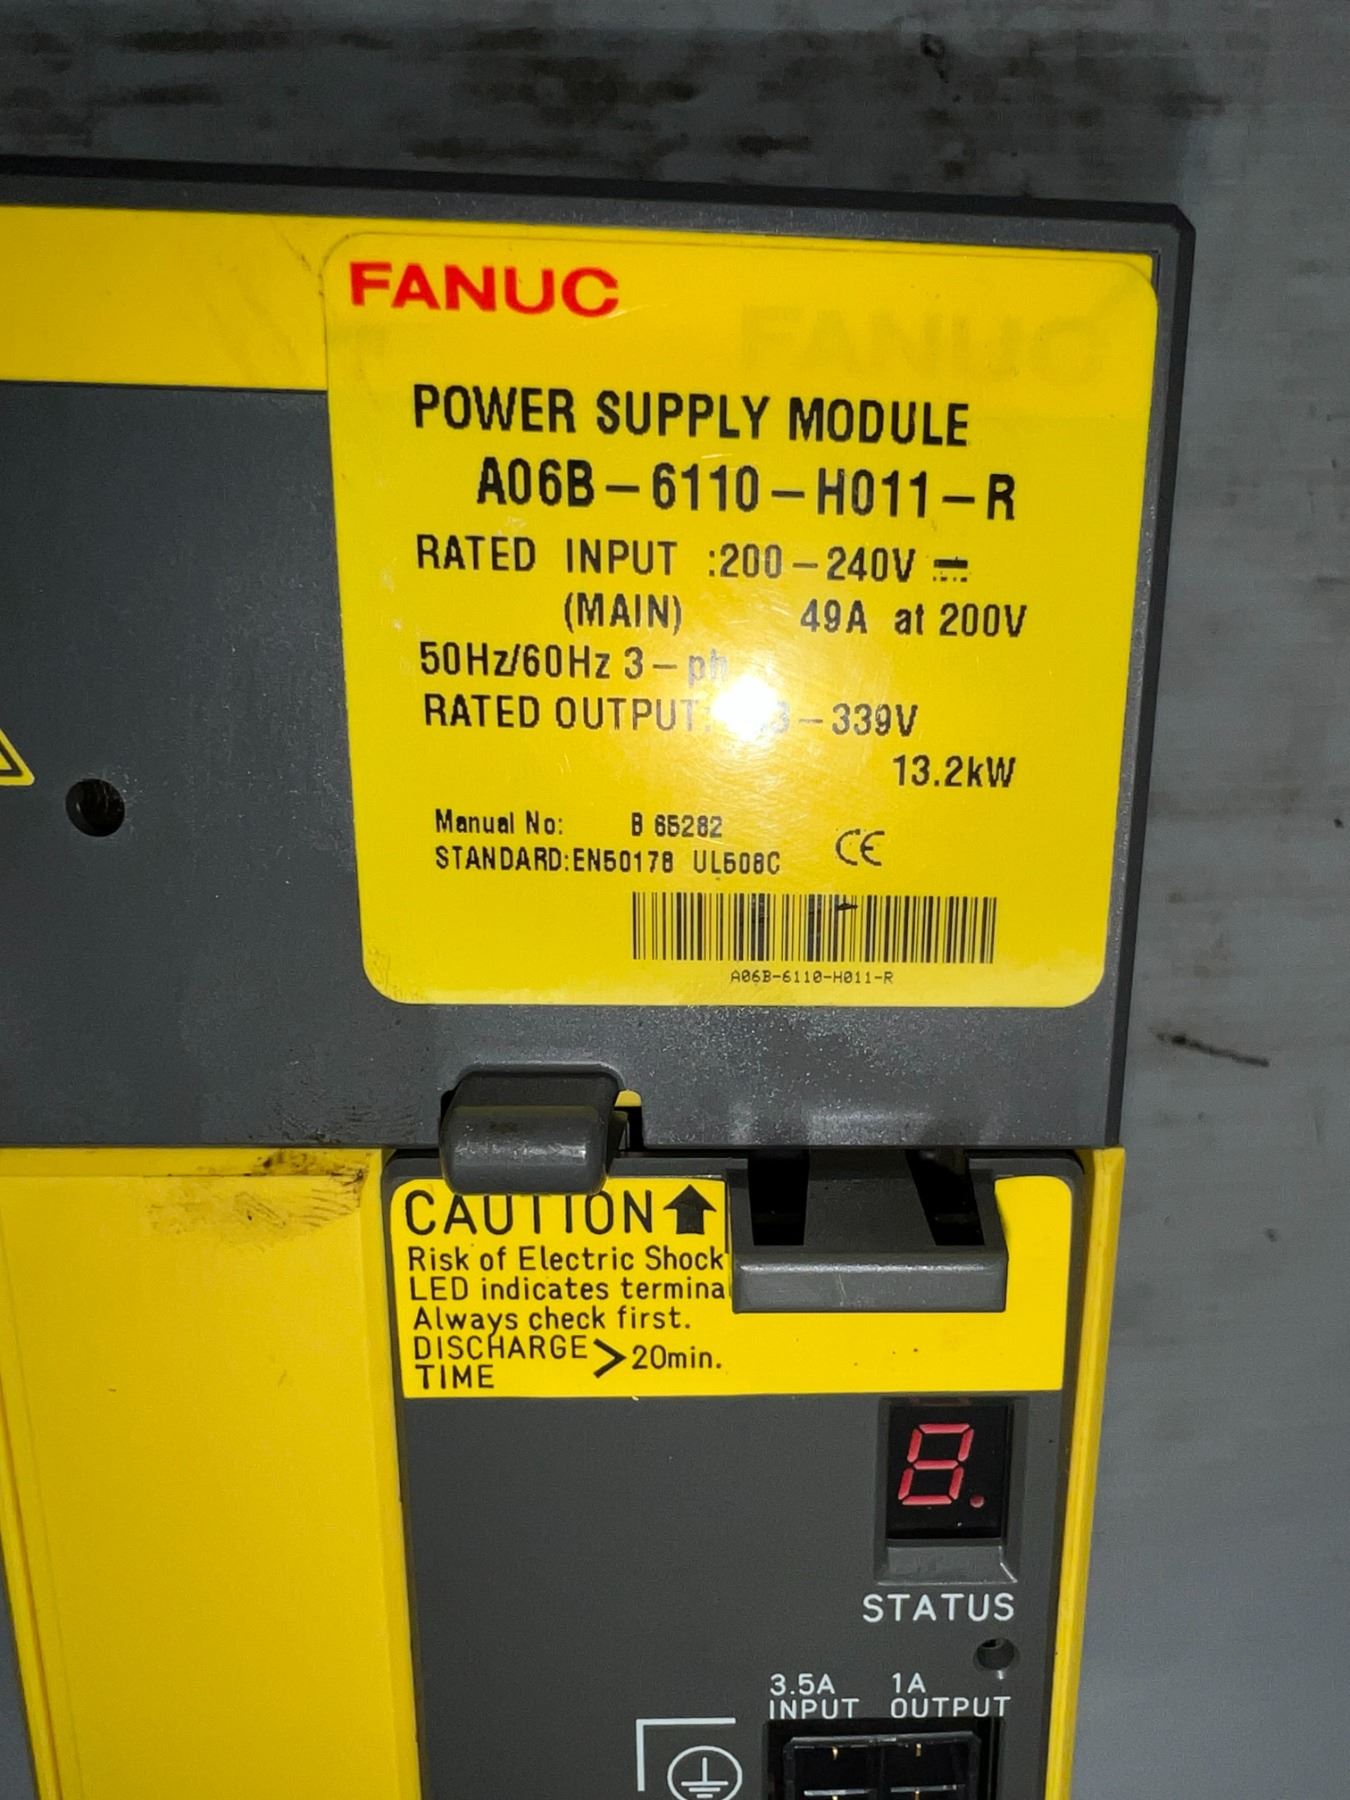 FANUC
FANUC
POWER SUPPLY MODULE
A06B-6110-H011-R
RATED INPUT :200-240V
(MAIN) 49A at 200V
50Hz/60Hz 3-ph
RATED OUTPUT: -339V
13.2kW
Manual No: B 65282
STANDARD:EN50178 UL508C CE
A06B-6110-H011-R
CAUTION
Risk of Electric Shock
LED indicates termina
Always check first.
DISCHARGE
TIME >20min.
8.
STATUS
3.5A 1A
INPUT OUTPUT